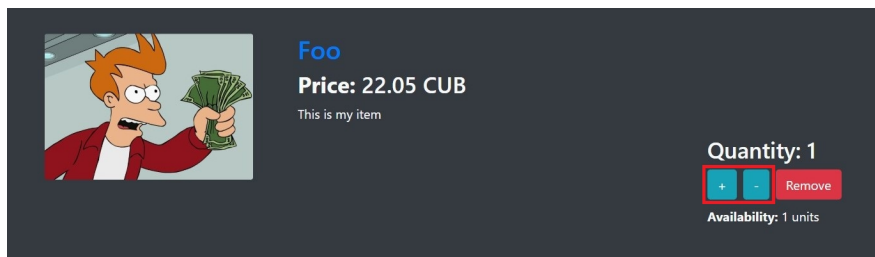 Foo
Price: 22.05 CUB
This is my item
Quantity: 1
+ - Remove
Availability: 1 units